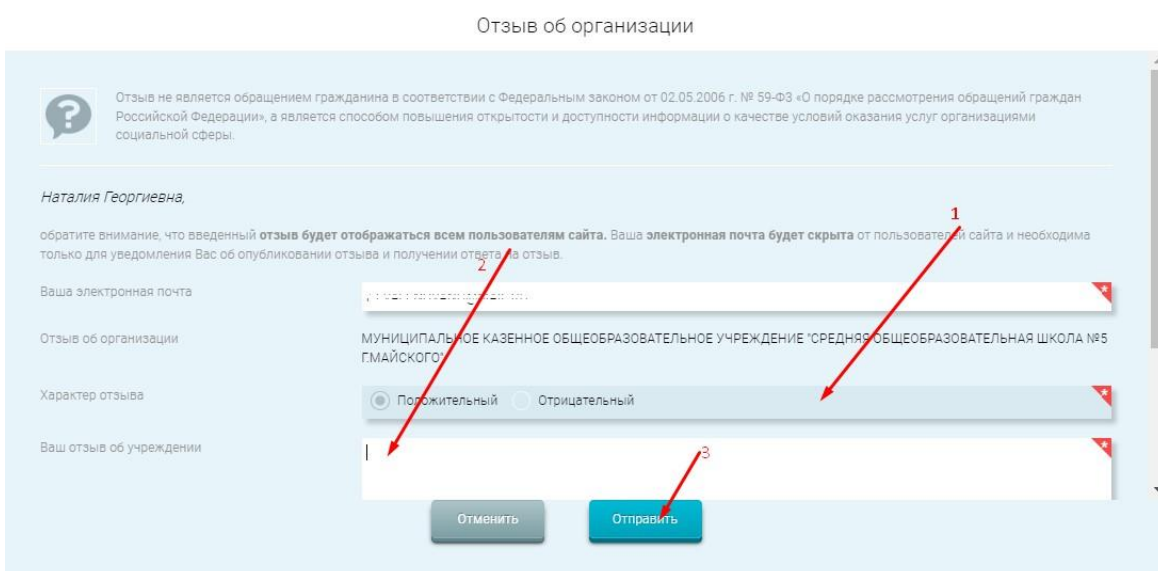 Отзыв об организации
Отзыв не является обращением гражданина в соответствии с Федеральным законом от 02.05.2006 г. № 59-ФЗ «О порядке рассмотрения обращений граждан
Российской Федерации», а является способом повышения открытости и доступности информации о качестве условий оказания услуг организациями
социальной сферы.
Наталия Георгиевна,
1
обратите внимание, что введенный отзыв будет отображаться всем пользователям сайта. Ваша электронная почта будет скрыта от пользователей сайта и необходима
только для уведомления Вас об опубликовании отзыва и получении ответа на отзыв.
2
Ваша электронная почта
Отзыв об организации
МУНИЦИПАЛЬНОЕ КАЗЕННОЕ ОБЩЕОБРАЗОВАТЕЛЬНОЕ УЧРЕЖДЕНИЕ "СРЕДНЯЯ ОБЩЕОБРАЗОВАТЕЛЬНАЯ ШКОЛА №5
Г.МАЙСКОГО"
Характер отзыва
Положительный Отрицательный
Ваш отзыв об учреждении
3
Отменить Отправить